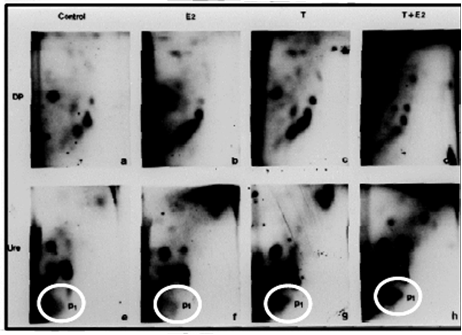 Control E2 T T+E2
DP
a b c d
Ure
P1 P1 P1 P1
e f g h